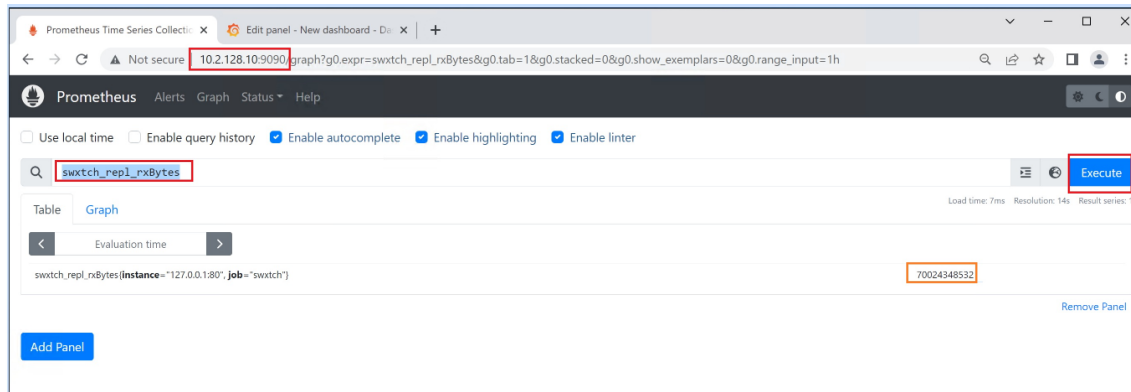 Prometheus Time Series Collectic
Edit panel - New dashboard - Da
Not secure 10.2.128.10:9090/graph?g0.expr=swxtch_repl_rxBytes&g0.tab=1&g0.stacked=0&g0.show_exemplars=0&g0.range_input=1h
Prometheus Alerts Graph Status Help
Use local time Enable query history Enable autocomplete Enable highlighting Enable linter
swxtch_repl_rxBytes Execute
Load time: 7ms Resolution: 14s Result series: 1
Table Graph
Evaluation time
swxtch_repl_rxBytes{instance="127.0.0.1:80", job="swxtch"} 70024348532
Remove Panel
Add Panel